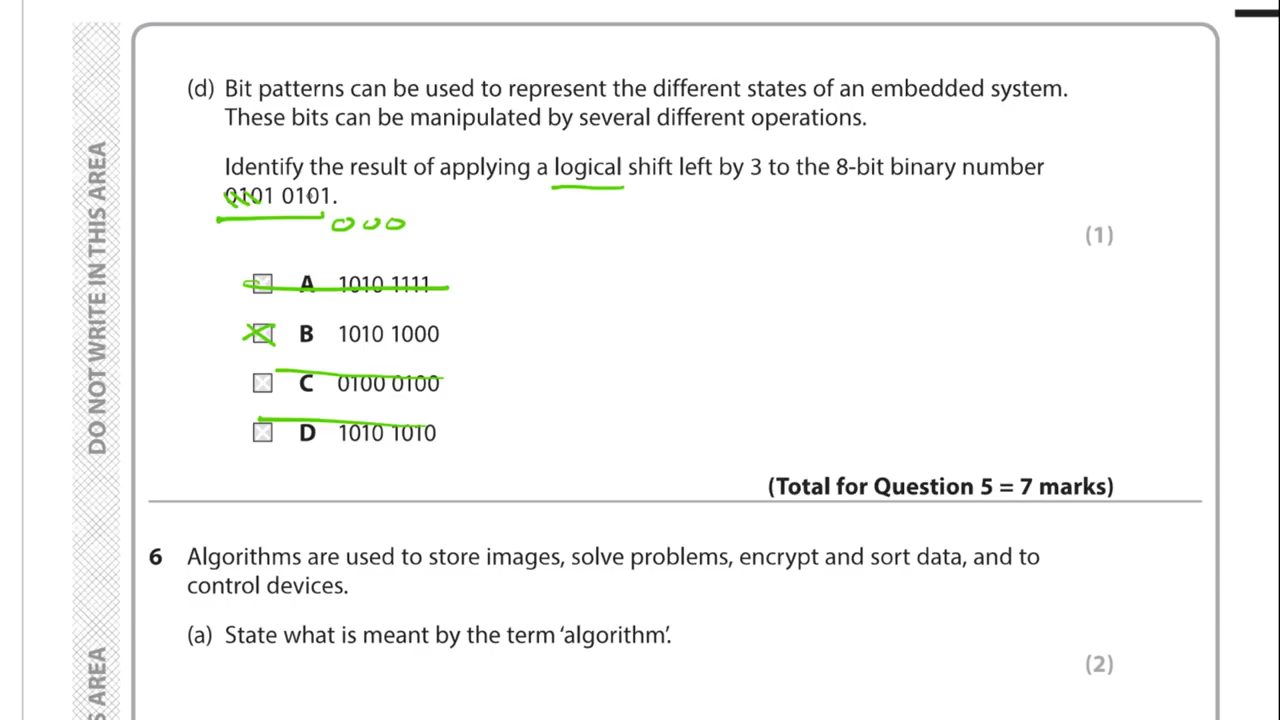 DO NOT WRITE IN THIS AREA
(d) Bit patterns can be used to represent the different states of an embedded system.
These bits can be manipulated by several different operations.
Identify the result of applying a logical shift left by 3 to the 8-bit binary number
0101 0101.
000
(1)
A 1010 1111
B 1010 1000
C 0100 0100
D 1010 1010
(Total for Question 5 = 7 marks)
6 Algorithms are used to store images, solve problems, encrypt and sort data, and to
control devices.
(a) State what is meant by the term ‘algorithm’.
(2)
S AREA